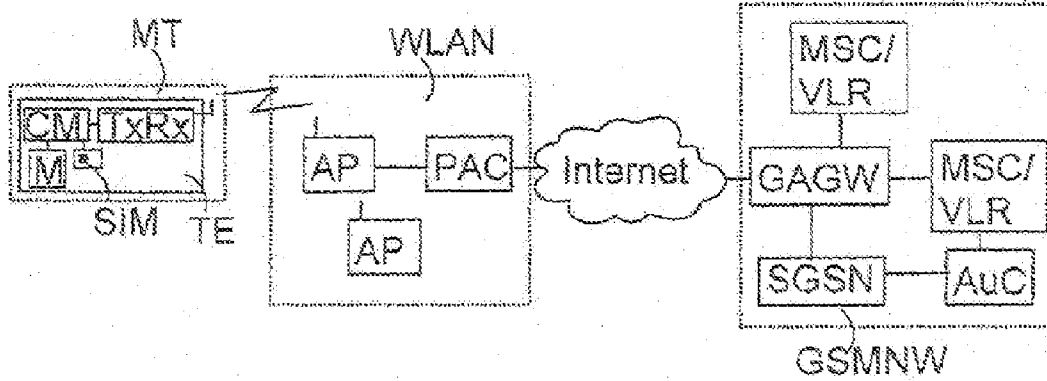 MT
WLAN
MSC/
VLR
CM
TxRx
M
SIM
TE
AP
PAC
AP
Internet
GAGW
MSC/
VLR
SGSN
AuC
GSMNW